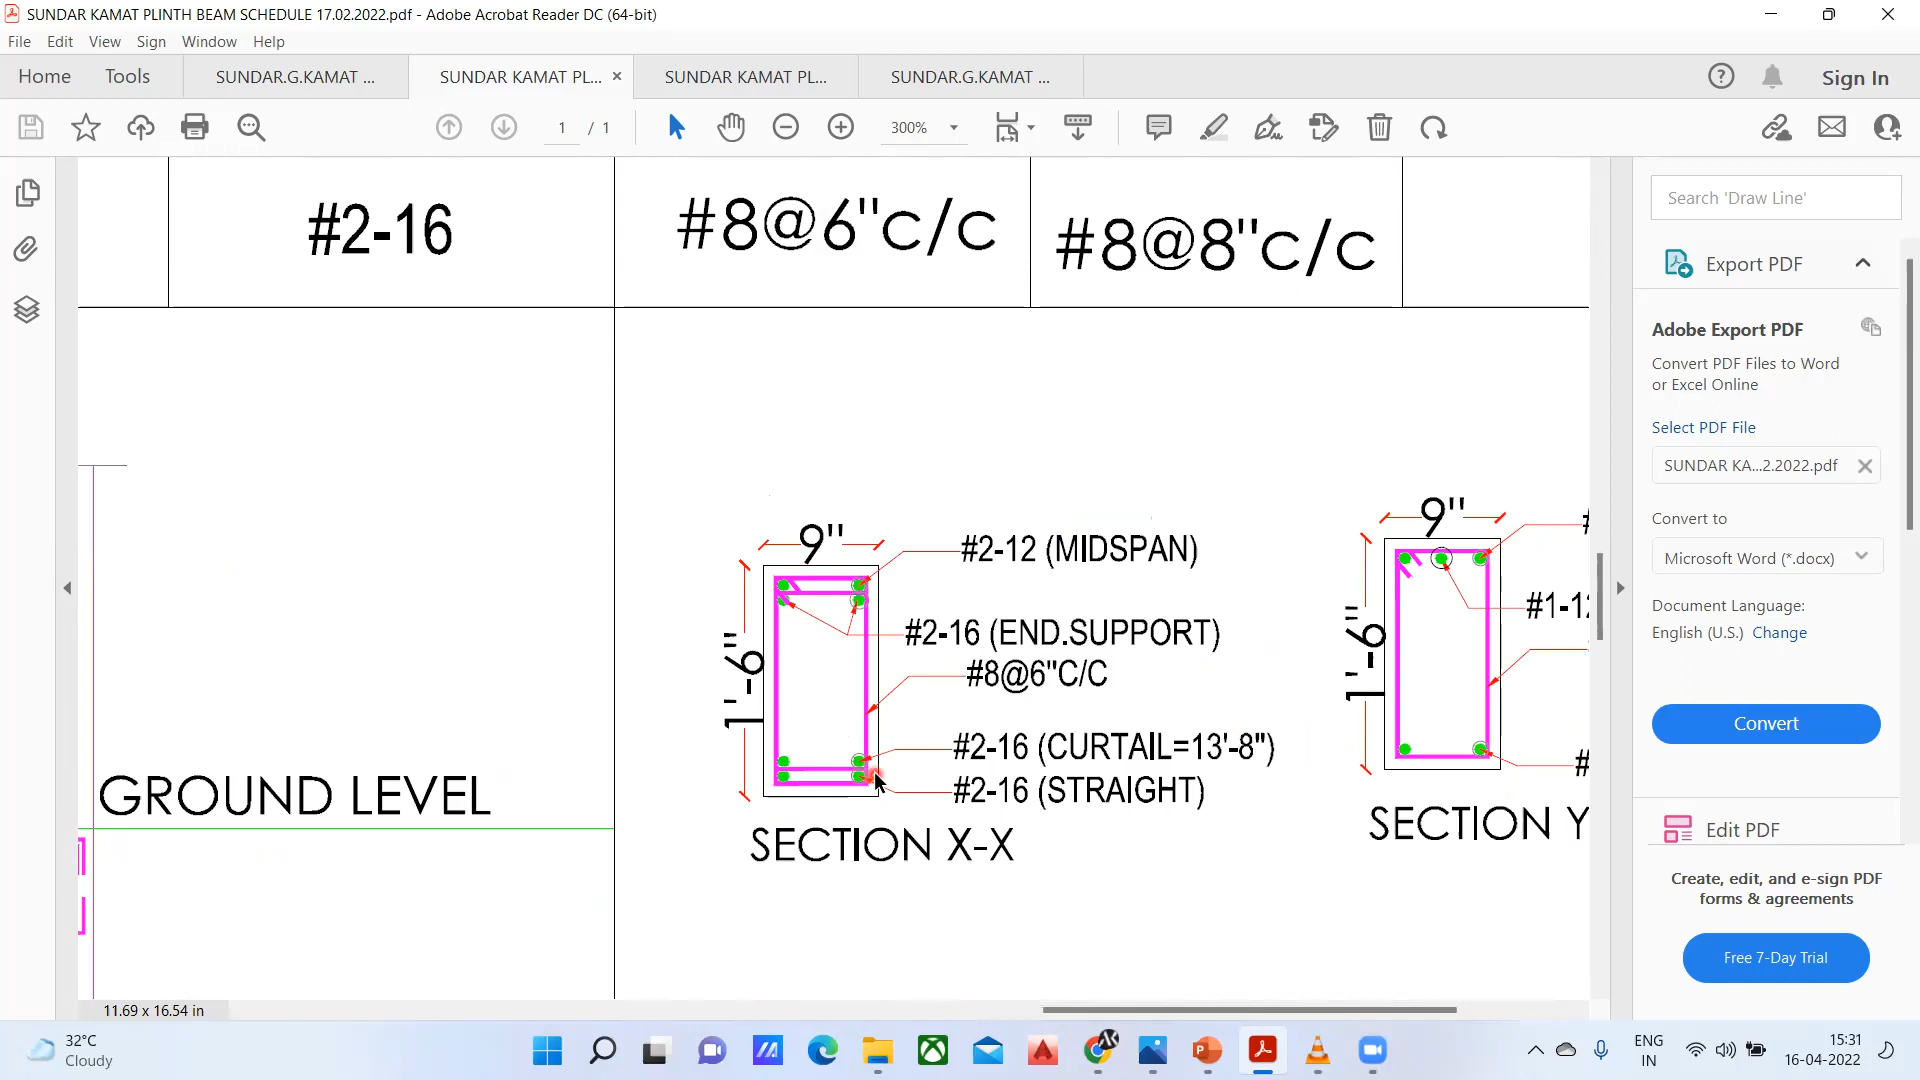 SUNDAR KAMAT PLINTH BEAM SCHEDULE 17.02.2022.pdf - Adobe Acrobat Reader DC (64-bit)
File Edit View Sign Window Help
Home Tools SUNDAR.G.KAMAT ... SUNDAR KAMAT PL... × SUNDAR KAMAT PL... SUNDAR.G.KAMAT ... Sign In
1 / 1 300%
#2-16
#8@6"c/c
#8@8"c/c
9"
#2-12 (MIDSPAN)
#2-16 (END.SUPPORT)
#8@6"C/C
1'-6"
#2-16 (CURTAIL=13'-8")
#2-16 (STRAIGHT)
SECTION X-X
9"
#1-12
1'-6"
SECTION Y
GROUND LEVEL
11.69 x 16.54 in
Search 'Draw Line'
Export PDF
Adobe Export PDF
Convert PDF Files to Word
or Excel Online
Select PDF File
SUNDAR KA...2.2022.pdf
Convert to
Microsoft Word (*.docx)
Document Language:
English (U.S.) Change
Convert
Edit PDF
Create, edit, and e-sign PDF
forms & agreements
Free 7-Day Trial
32°C
Cloudy
ENG
IN
15:31
16-04-2022